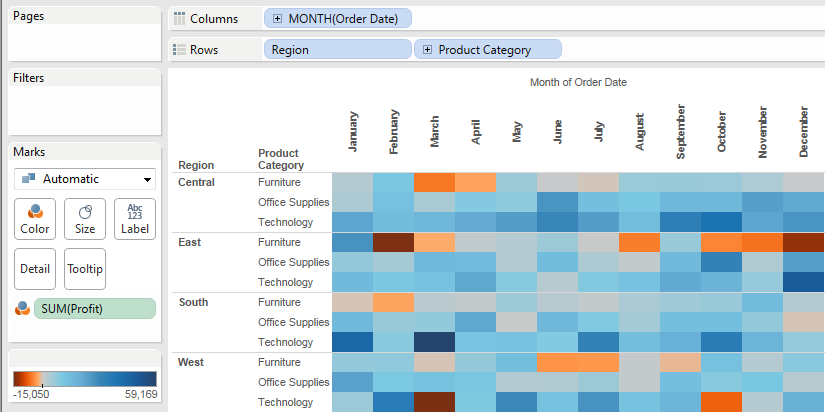 Pages
Columns
MONTH(Order Date)
Rows
Region
Product Category
Filters
Month of Order Date
January
February
March
April
May
June
July
August
September
October
November
December
Region
Product
Category
Marks
Automatic
Color
Size
Abc
123
Label
Detail
Tooltip
SUM(Profit)
-15,050
59,169
Central
Furniture
Office Supplies
Technology
East
Furniture
Office Supplies
Technology
South
Furniture
Office Supplies
Technology
West
Furniture
Office Supplies
Technology